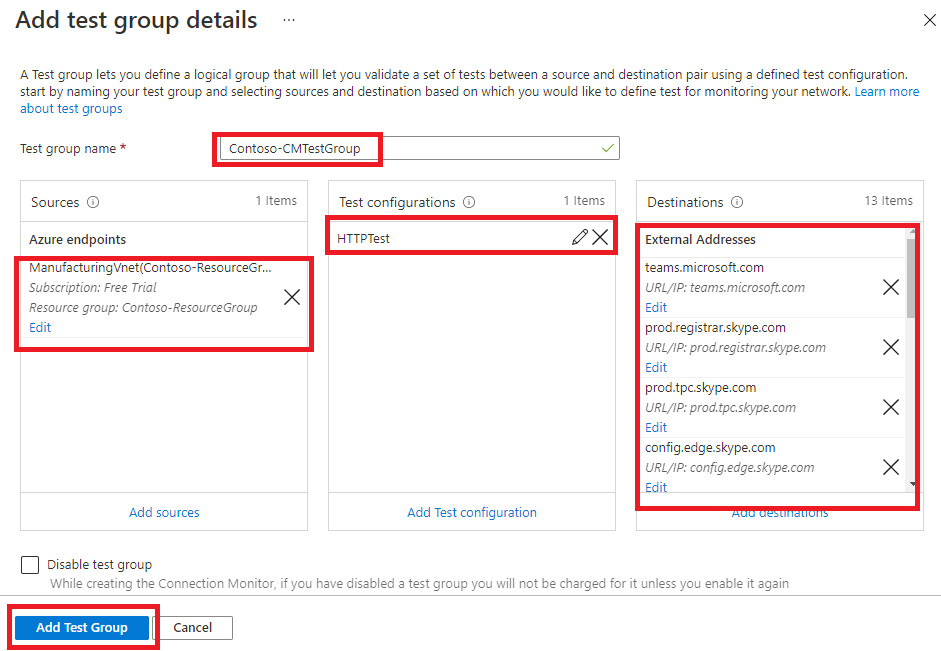 Add test group details ...
A Test group lets you define a logical group that will let you validate a set of tests between a source and destination pair using a defined test configuration.
start by naming your test group and selecting sources and destination based on which you would like to define test for monitoring your network. Learn more
about test groups
Test group name *
Contoso-CMTestGroup
Sources
1 Items
Azure endpoints
ManufacturingVnet(Contoso-ResourceGr...
Subscription: Free Trial
Resource group: Contoso-ResourceGroup
Edit
Add sources
Test configurations
1 Items
HTTPTest
Add Test configuration
Destinations
13 Items
External Addresses
teams.microsoft.com
URL/IP: teams.microsoft.com
Edit
prod.registrar.skype.com
URL/IP: prod.registrar.skype.com
Edit
prod.tpc.skype.com
URL/IP: prod.tpc.skype.com
Edit
config.edge.skype.com
URL/IP: config.edge.skype.com
Edit
Add destinations
Disable test group
While creating the Connection Monitor, if you have disabled a test group you will not be charged for it unless you enable it again
Add Test Group
Cancel